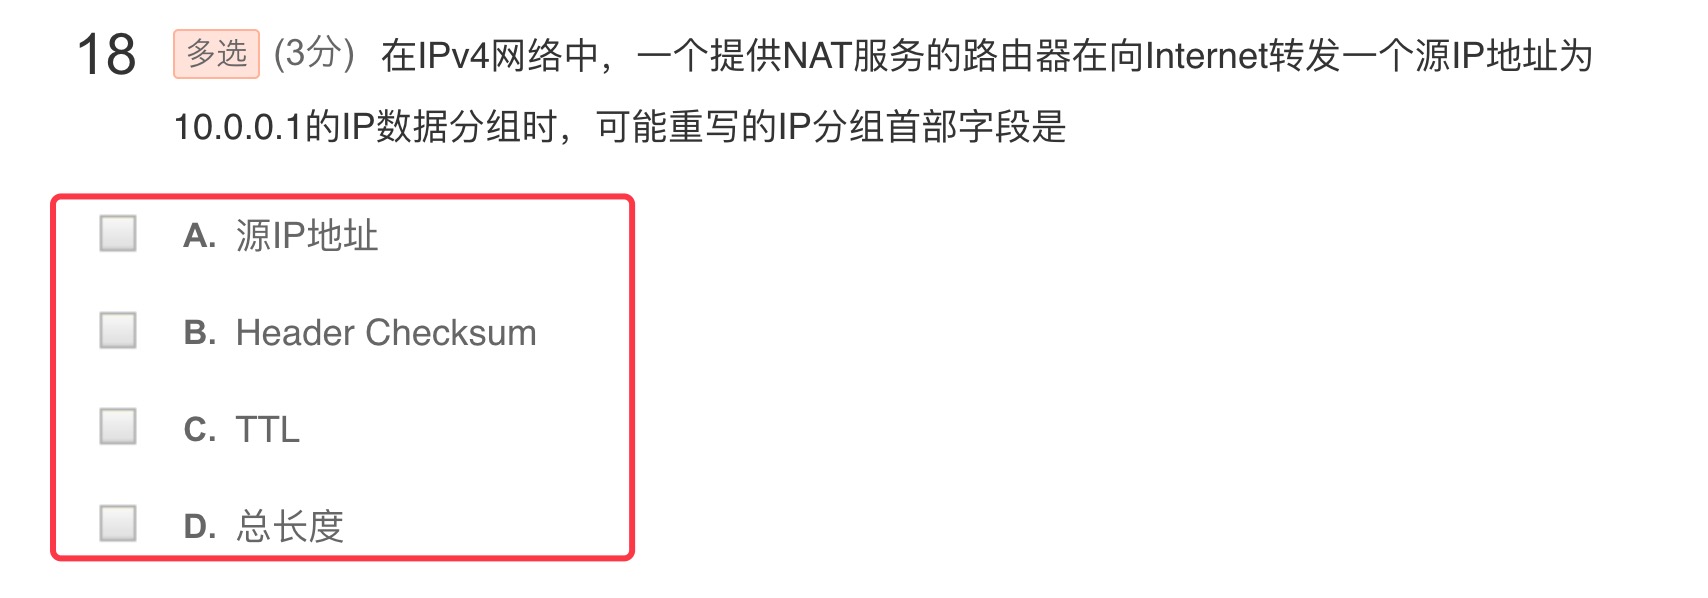 18 多选 (3分) 在IPv4网络中，一个提供NAT服务的路由器在向Internet转发一个源IP地址为
10.0.0.1的IP数据分组时，可能重写的IP分组首部字段是
A. 源IP地址
B. Header Checksum
C. TTL
D. 总长度